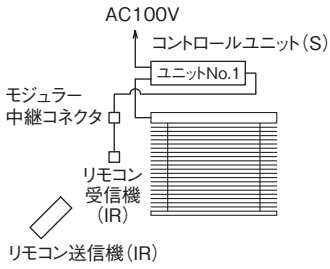 AC100V
コントロールユニット(S)
ユニットNo.1
モジュラー
中継コネクタ
リモコン
受信機
(IR)
リモコン送信機(IR)